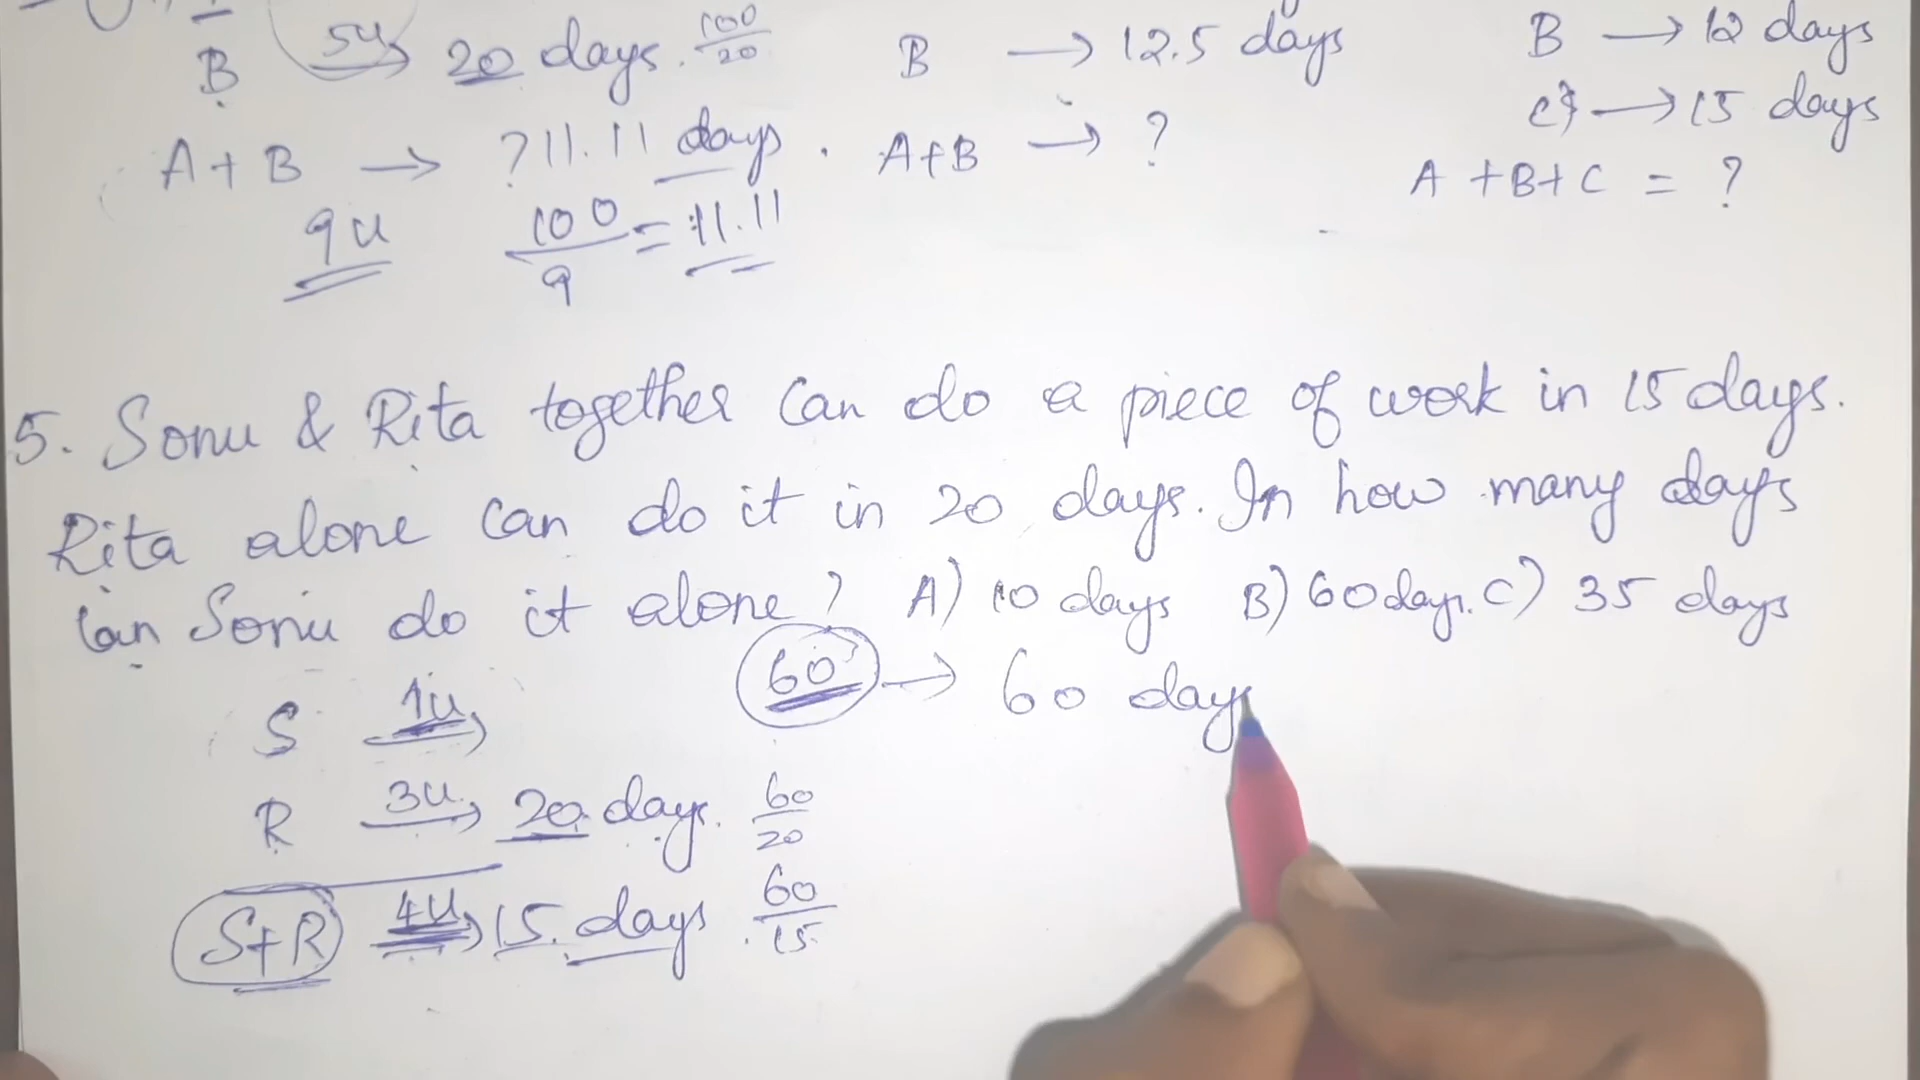 B 5u→ 20 days. 100/20
A+B → ? 11.11 days.
9u 100/9 = 11.11
B → 12.5 days
A+B → ?
B → 12 days
C → 15 days
A + B + C = ?
5. Sonu & Rita together Can do a piece of work in 15 days.
Rita alone can do it in 20 days. In how many days
Can Sonu do it alone? A) 10 days B) 60 days. C) 35 days
60 → 60 days
S 1u→
R 3u→ 20 days. 60/20
S+R 4u→ 15 days. 60/15